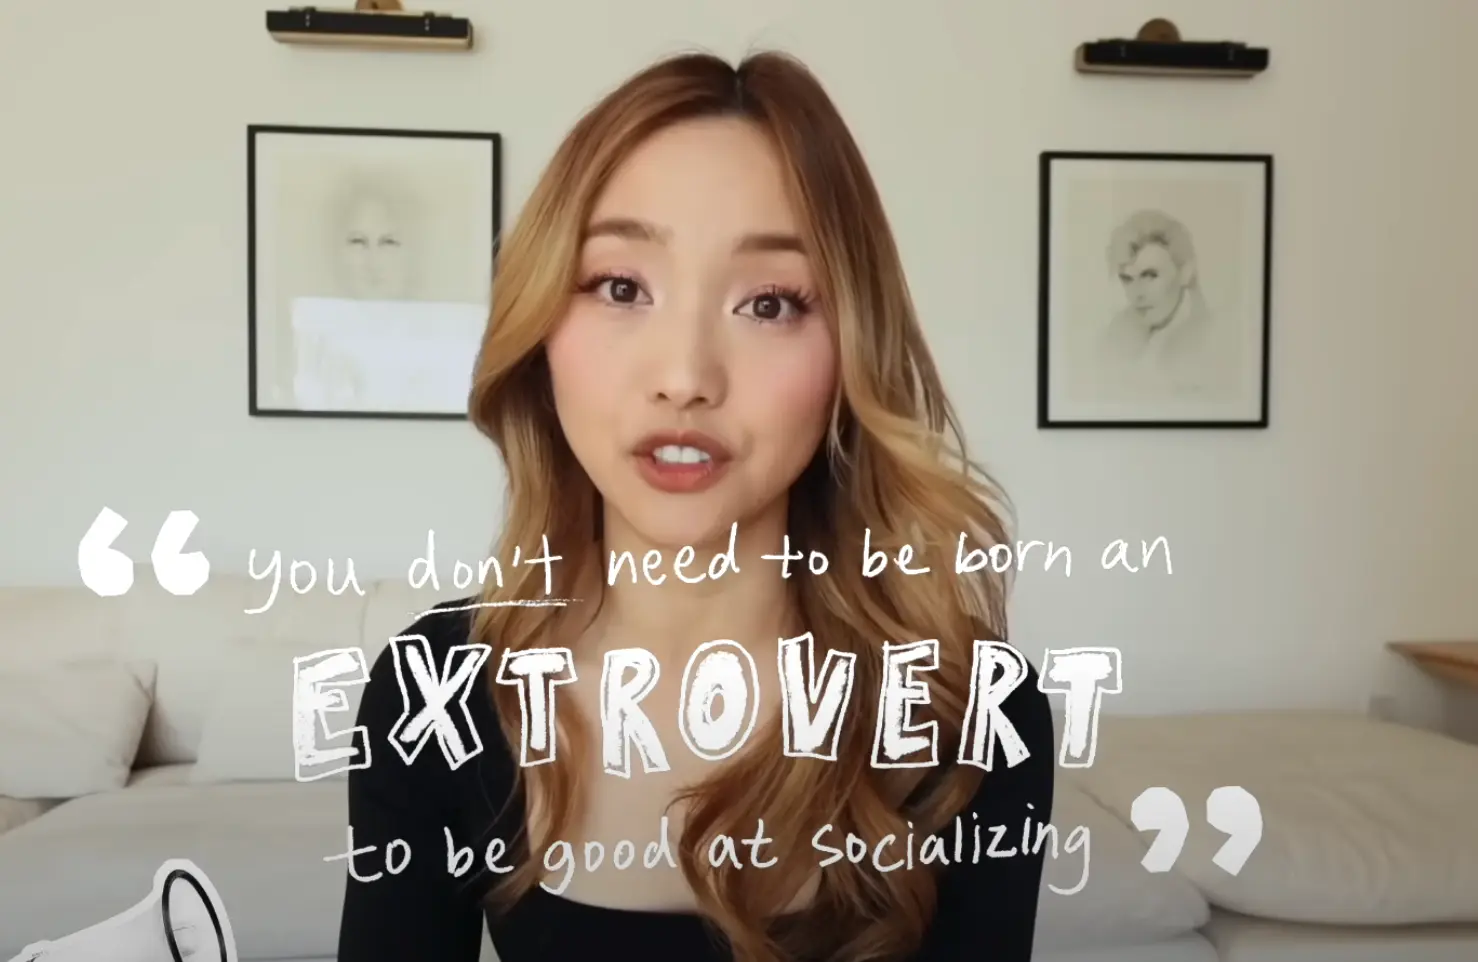 “you don't need to be born an
EXTROVERT
to be good at socializing”